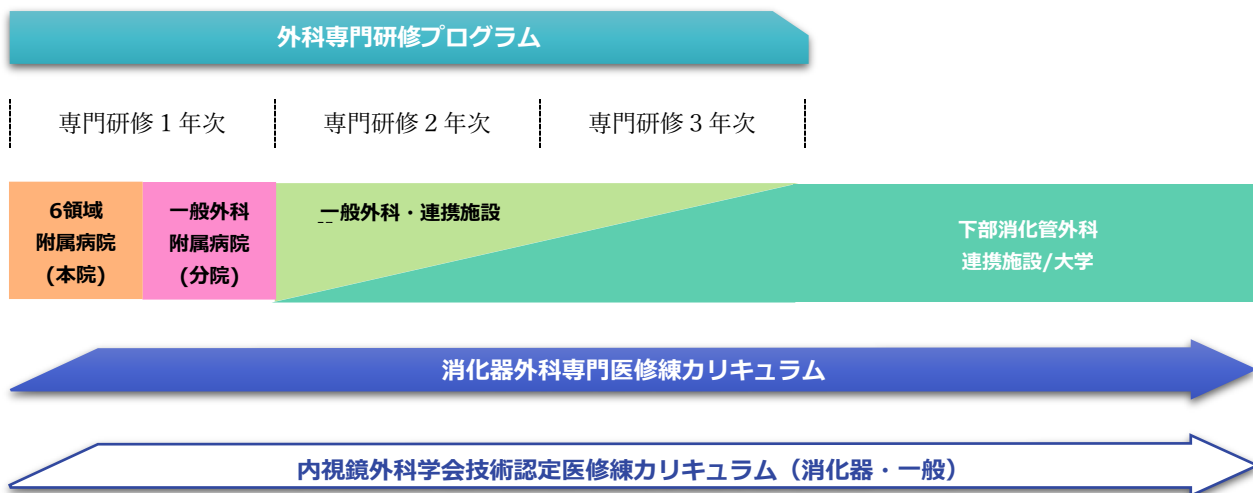 外科専門研修プログラム
専門研修1年次
専門研修2年次
専門研修3年次
6領域
附属病院
(本院)
一般外科
附属病院
(分院)
一般外科・連携施設
下部消化管外科
連携施設/大学
消化器外科専門医修練カリキュラム
内視鏡外科学会技術認定医修練カリキュラム（消化器・一般）